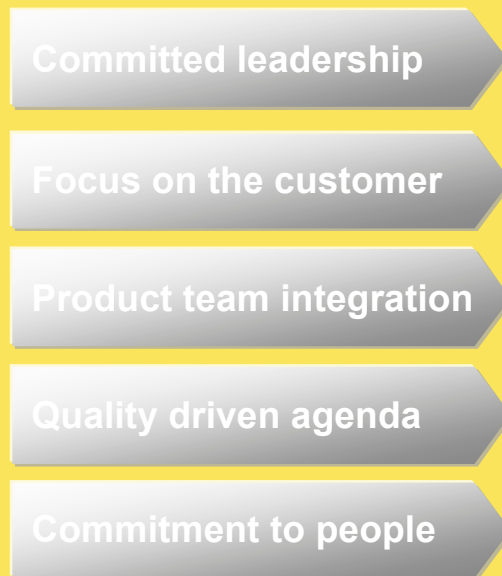 Committed leadership
Focus on the customer
Product team integration
Quality driven agenda
Commitment to people